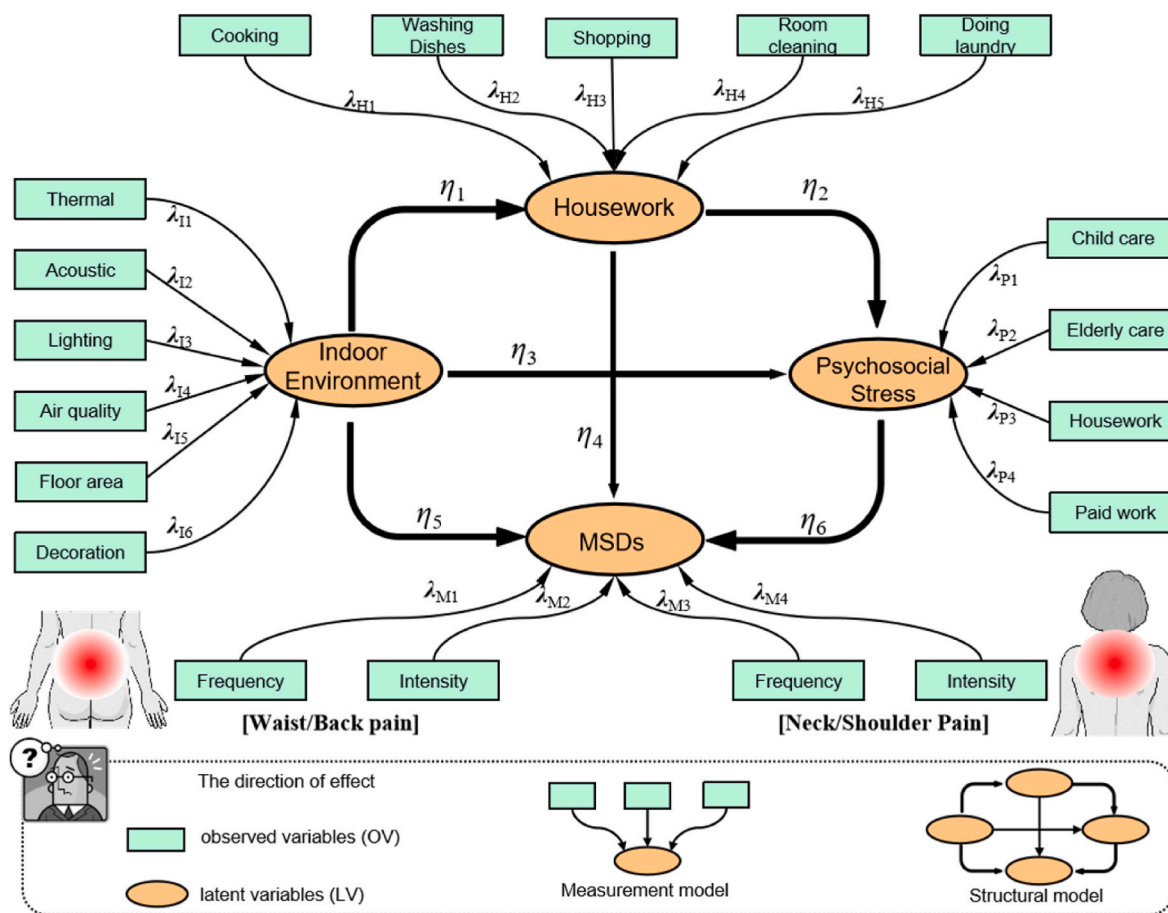 Cooking
Washing
Dishes
Shopping
Room
cleaning
Doing
laundry
λH1
λH2
λH3
λH4
λH5
Thermal
Acoustic
Lighting
Air quality
Floor area
Decoration
λI1
λI2
λI3
λI4
λI5
λI6
η1
Housework
η2
Indoor
Environment
η3
Psychosocial
Stress
η4
η5
MSDs
η6
Child care
Elderly care
Housework
Paid work
λP1
λP2
λP3
λP4
λM1
λM2
λM3
λM4
Frequency
Intensity
Frequency
Intensity
[Waist/Back pain]
[Neck/Shoulder Pain]
?
The direction of effect
observed variables (OV)
latent variables (LV)
Measurement model
Structural model